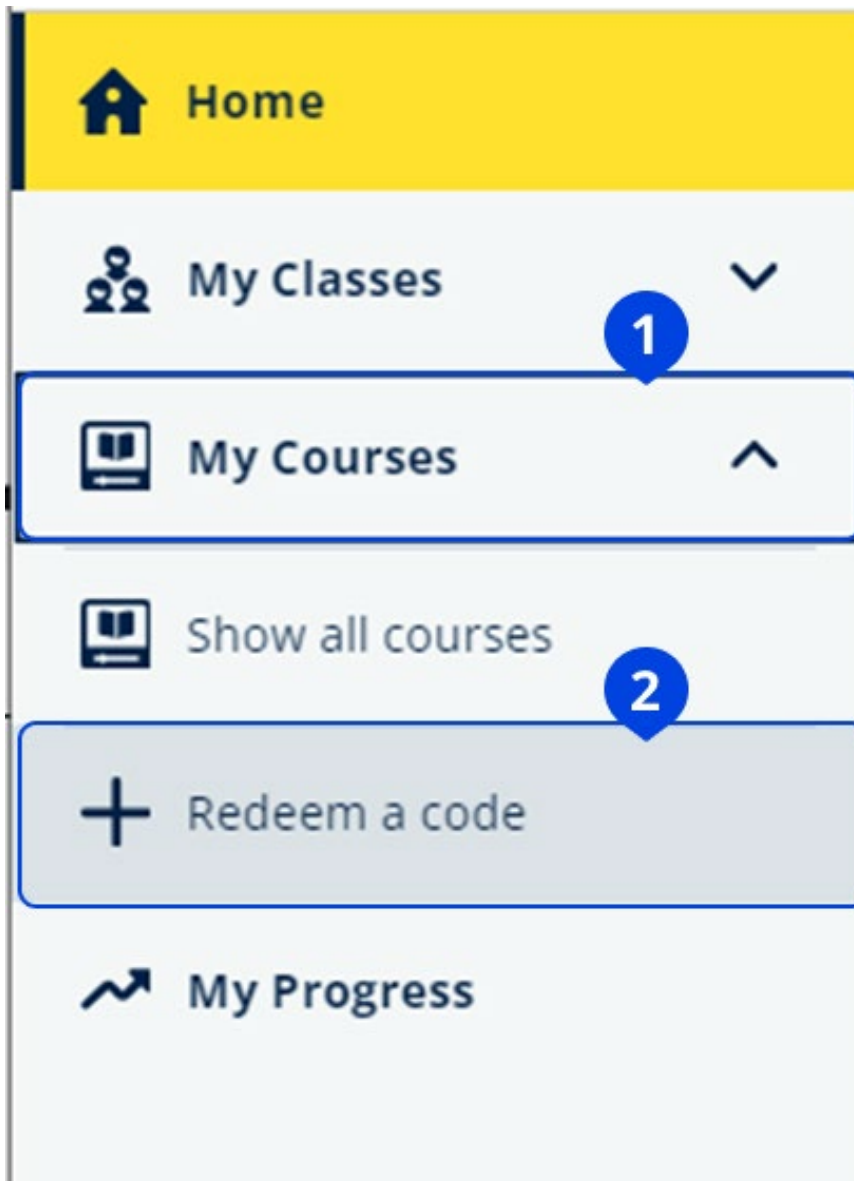 Home
My Classes
1
My Courses
Show all courses
2
Redeem a code
My Progress